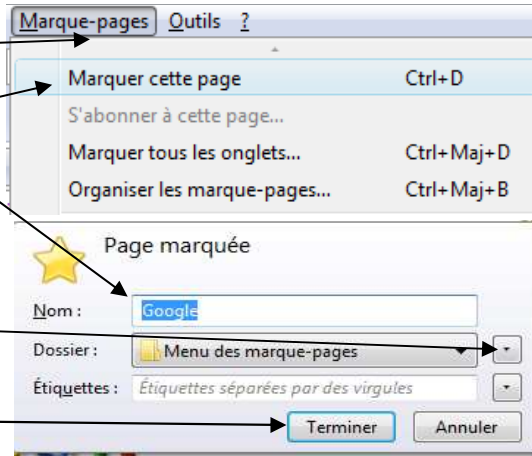 Marque-pages Outils ?
Marquer cette page Ctrl+D
S'abonner à cette page...
Marquer tous les onglets... Ctrl+Maj+D
Organiser les marque-pages... Ctrl+Maj+B
Page marquée
Nom : Google
Dossier : Menu des marque-pages
Étiquettes : Étiquettes séparées par des virgules
Terminer Annuler